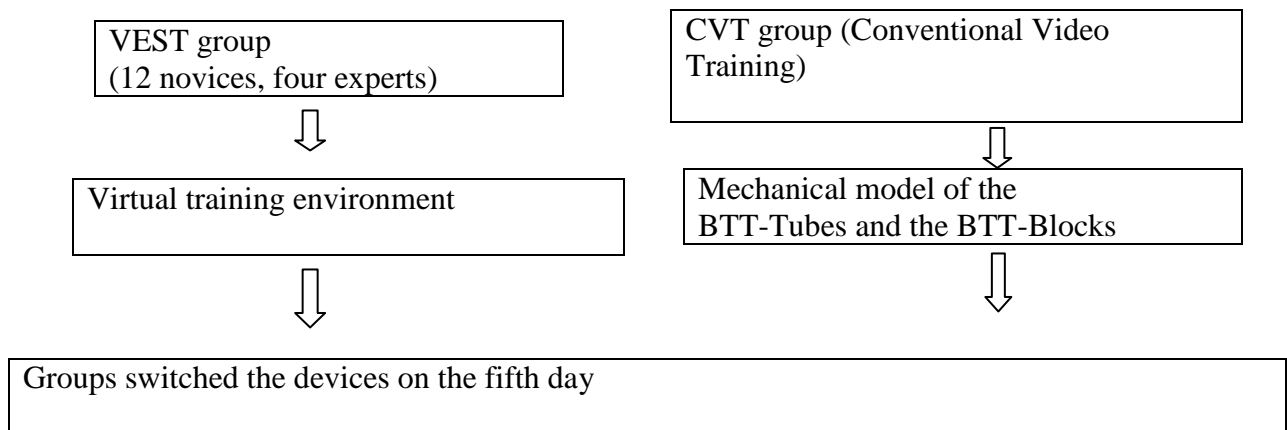 VEST group
(12 novices, four experts)
CVT group (Conventional Video
Training)
Virtual training environment
Mechanical model of the
BTT-Tubes and the BTT-Blocks
Groups switched the devices on the fifth day